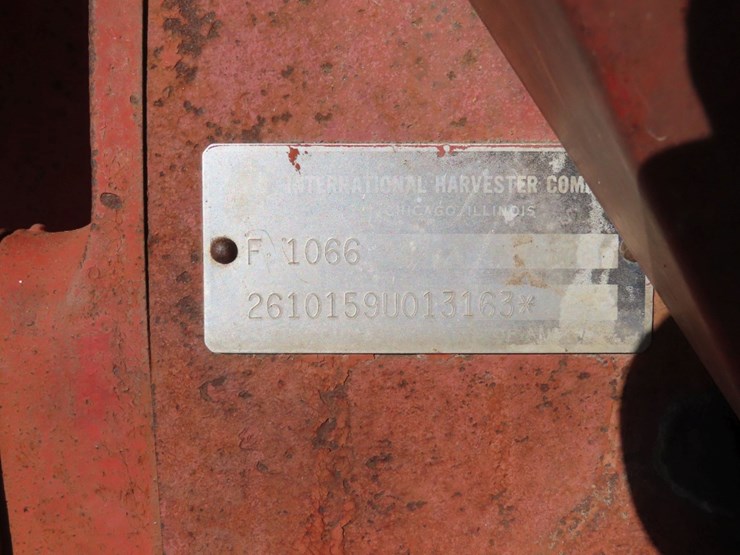 INTERNATIONAL HARVESTER COM
CHICAGO, ILLINOIS
F 1066
2610159U013163*